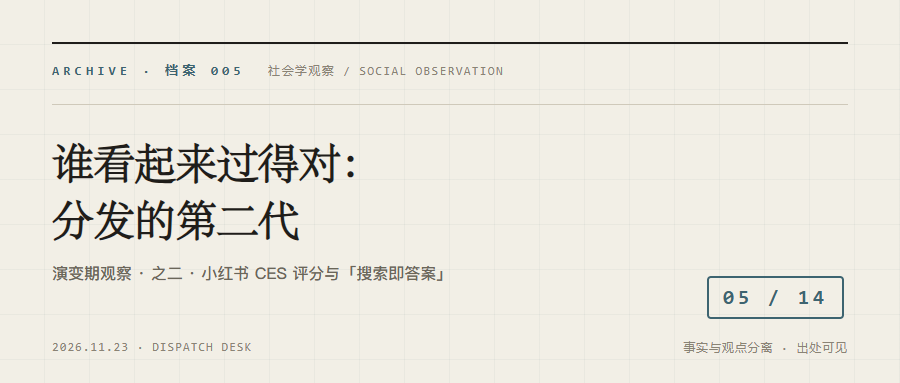 ARCHIVE · 档案 005 社会学观察 / SOCIAL OBSERVATION
谁看起来过得对：
分发的第二代
演变期观察 · 之二 · 小红书 CES 评分与「搜索即答案」
05 / 14
2026.11.23 · DISPATCH DESK
事实与观点分离 · 出处可见